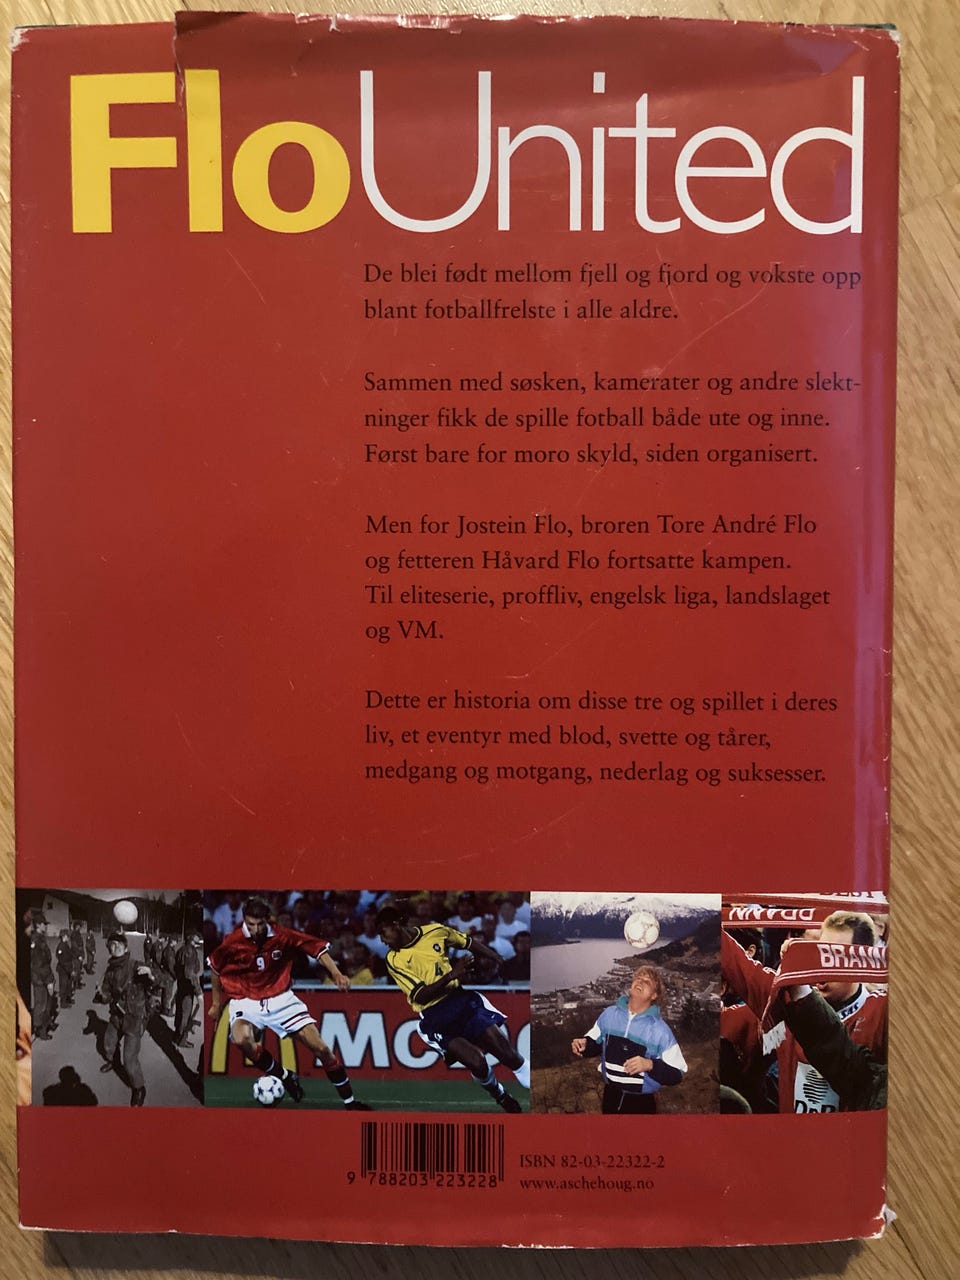 FloUnited
De blei født mellom fjell og fjord og vokste opp
blant fotballfrelste i alle aldre.
Sammen med søsken, kamerater og andre slekt-
ninger fikk de spille fotball både ute og inne.
Først bare for moro skyld, siden organisert.
Men for Jostein Flo, broren Tore André Flo
og fetteren Håvard Flo fortsatte kampen.
Til eliteserie, proffliv, engelsk liga, landslaget
og VM.
Dette er historia om disse tre og spillet i deres
liv, et eventyr med blod, svette og tårer,
medgang og motgang, nederlag og suksesser.
9
BRANN
ISBN 82-03-22322-2
www.aschehoug.no
9 788203 223228